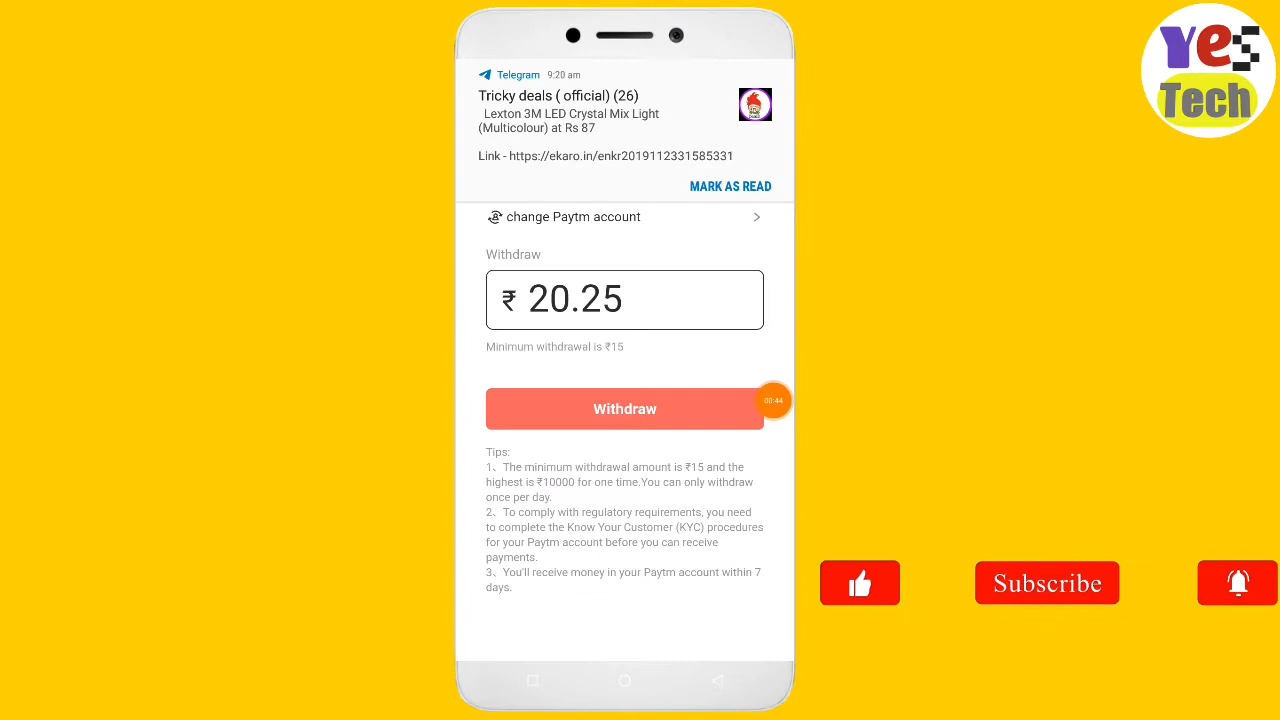 Telegram 9:20 am
Tricky deals ( official) (26)
Lexton 3M LED Crystal Mix Light
(Multicolour) at Rs 87
Link - https://ekaro.in/enkr2019112331585331
MARK AS READ
change Paytm account
Withdraw
₹ 20.25
Minimum withdrawal is ₹15
Withdraw
00:44
Tips:
1、The minimum withdrawal amount is ₹15 and the
highest is ₹10000 for one time.You can only withdraw
once per day.
2、To comply with regulatory requirements, you need
to complete the Know Your Customer (KYC) procedures
for your Paytm account before you can receive
payments.
3、You'll receive money in your Paytm account within 7
days.
Yes
Tech
Subscribe